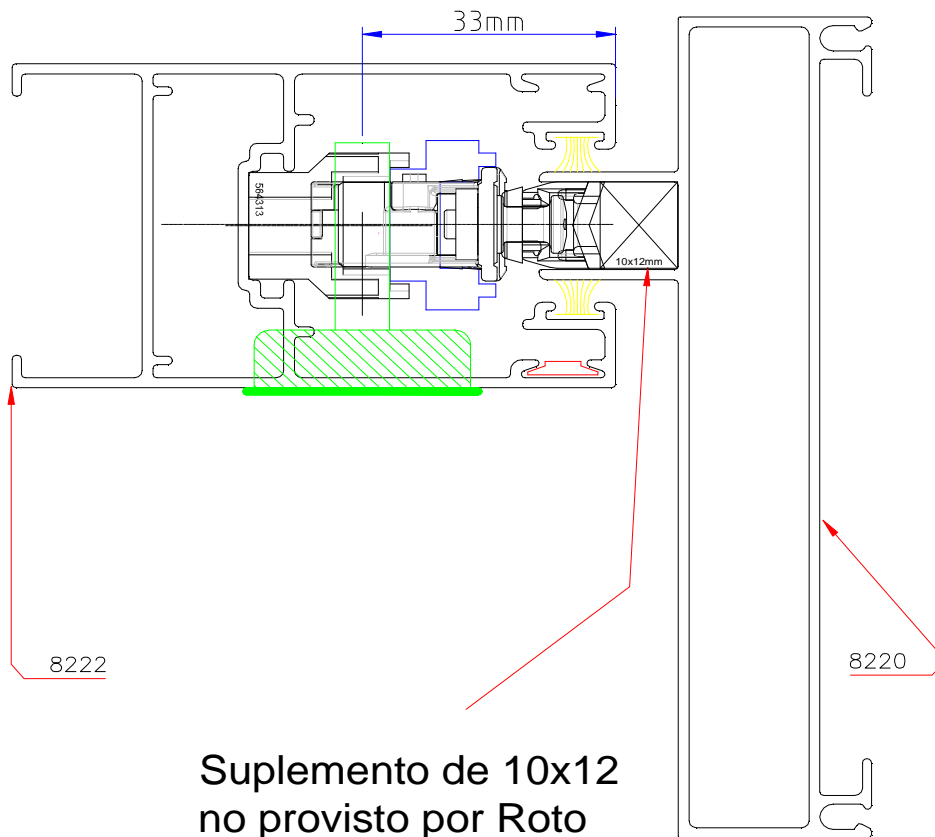 33mm
564313
10x12mm
8222
8220
Suplemento de 10x12
no provisto por Roto